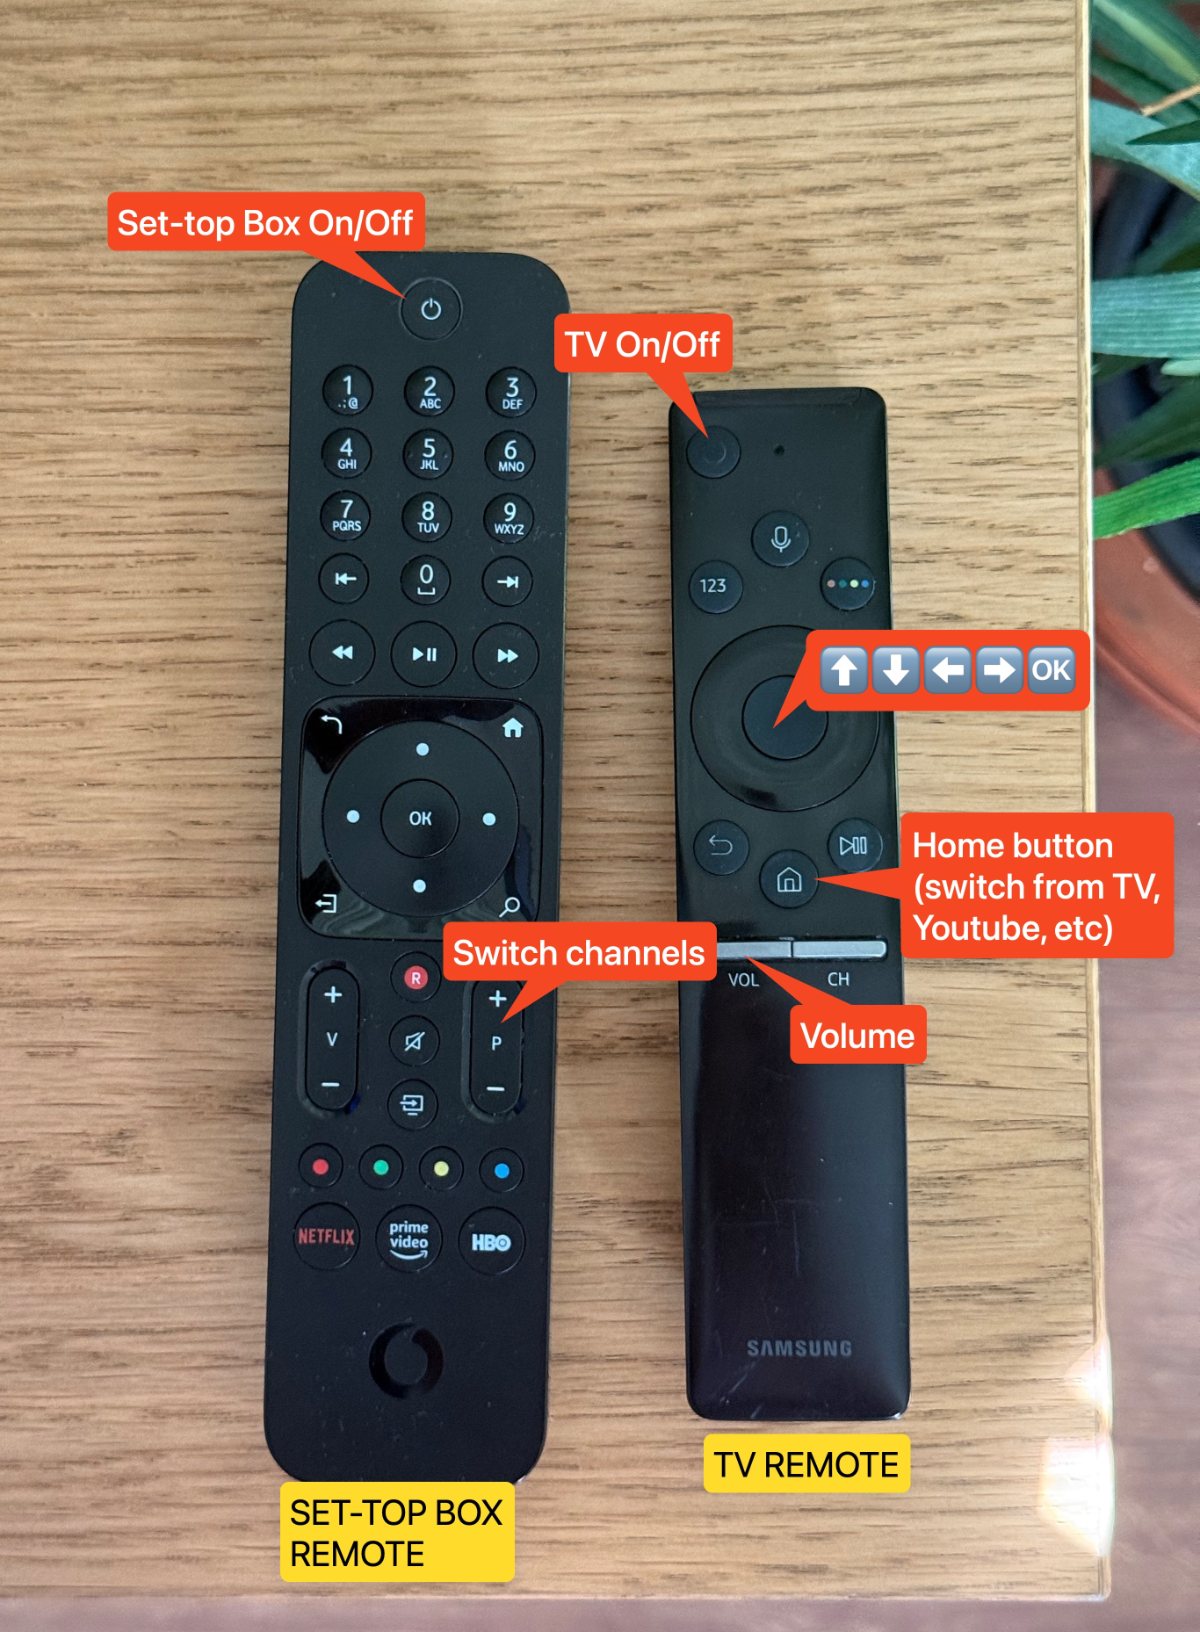 Set-top Box On/Off
TV On/Off
1
.:@
2
ABC
3
DEF
4
GHI
5
JKL
6
MNO
7
PQRS
8
TUV
9
WXYZ
0
123
OK
OK
Home button
(switch from TV,
Youtube, etc)
Switch channels
VOL
CH
Volume
+
V
−
R
+
P
−
NETFLIX
prime
video
HBO
SAMSUNG
TV REMOTE
SET-TOP BOX
REMOTE